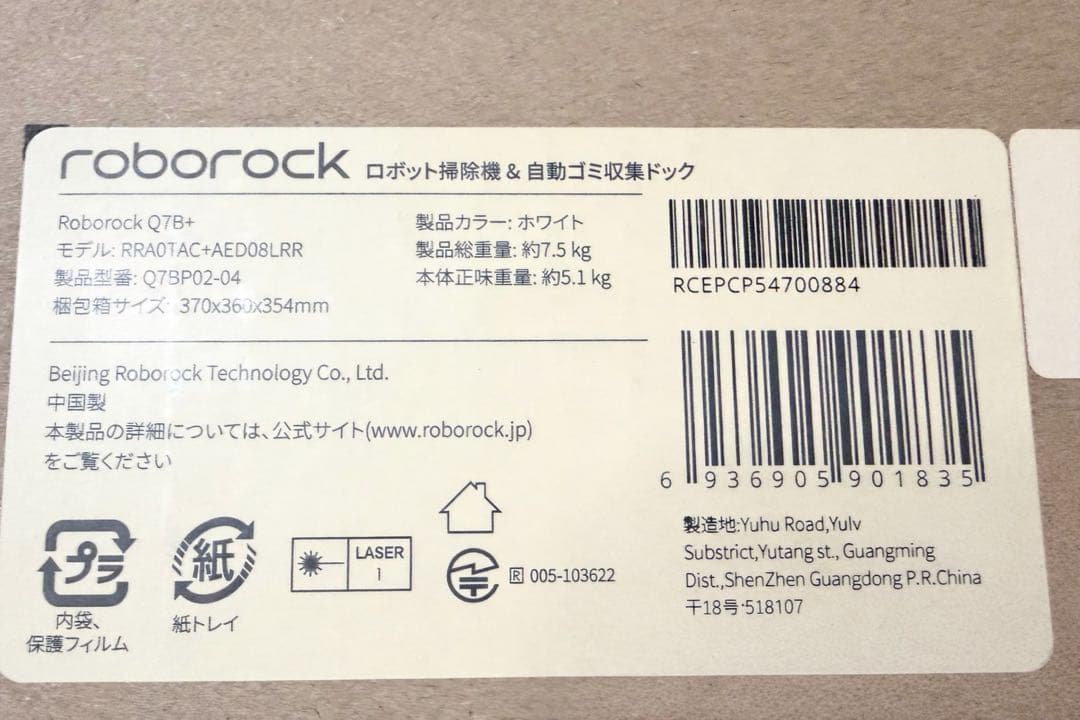 roborock ロボット掃除機 & 自動ゴミ収集ドック
Roborock Q7B+
モデル: RRA0TAC+AED08LRR
製品型番: Q7BP02-04
梱包箱サイズ: 370x360x354mm
製品カラー: ホワイト
製品総重量: 約7.5 kg
本体正味重量: 約5.1 kg
RCEPCP54700884
Beijing Roborock Technology Co., Ltd.
中国製
本製品の詳細については、公式サイト(www.roborock.jp)
をご覧ください
6 936905 901835
プラ
内袋、
保護フィルム
紙
紙トレイ
LASER
1
R 005-103622
製造地:Yuhu Road,Yulv
Substrict,Yutang st., Guangming
Dist.,ShenZhen Guangdong P.R.China
干18号:518107